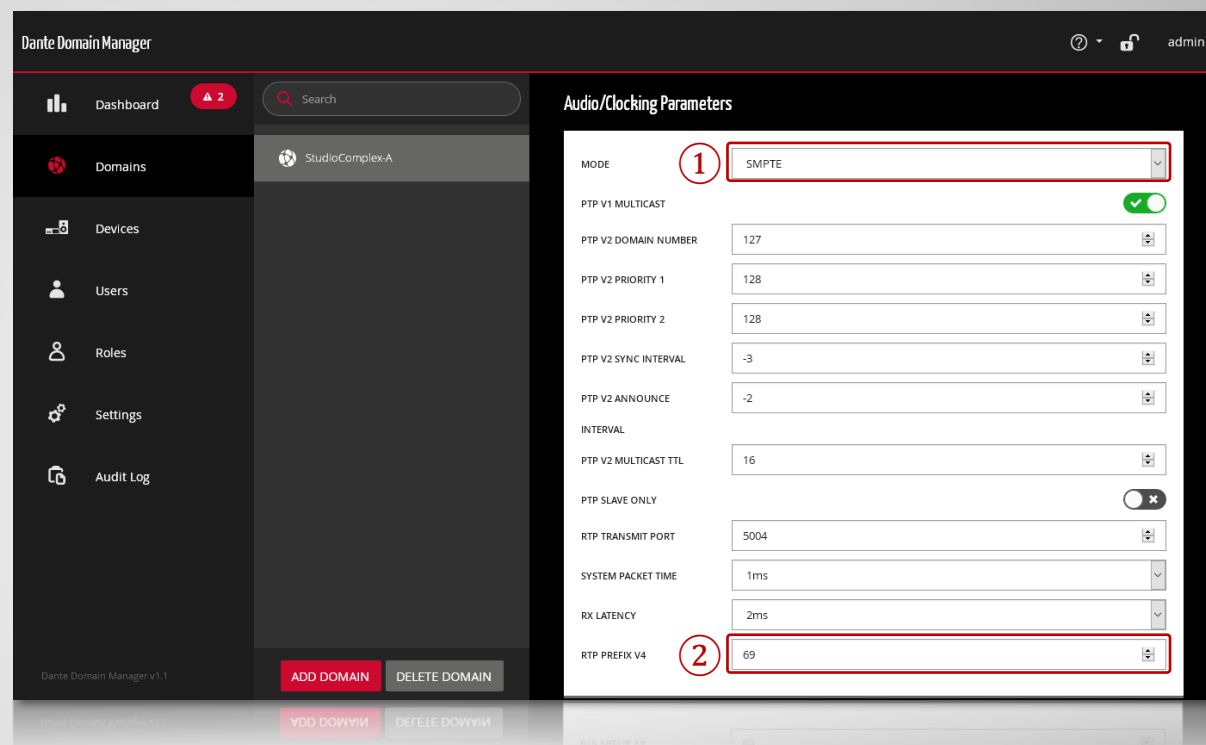 Dante Domain Manager
admin
Dashboard
2
Domains
Devices
Users
Roles
Settings
Audit Log
Dante Domain Manager v1.1
Search
StudioComplex-A
ADD DOMAIN
DELETE DOMAIN
Audio/Clocking Parameters
MODE
1
SMPTE
PTP V1 MULTICAST
PTP V2 DOMAIN NUMBER
127
PTP V2 PRIORITY 1
128
PTP V2 PRIORITY 2
128
PTP V2 SYNC INTERVAL
-3
PTP V2 ANNOUNCE
INTERVAL
-2
PTP V2 MULTICAST TTL
16
PTP SLAVE ONLY
RTP TRANSMIT PORT
5004
SYSTEM PACKET TIME
1ms
RX LATENCY
2ms
RTP PREFIX V4
2
69